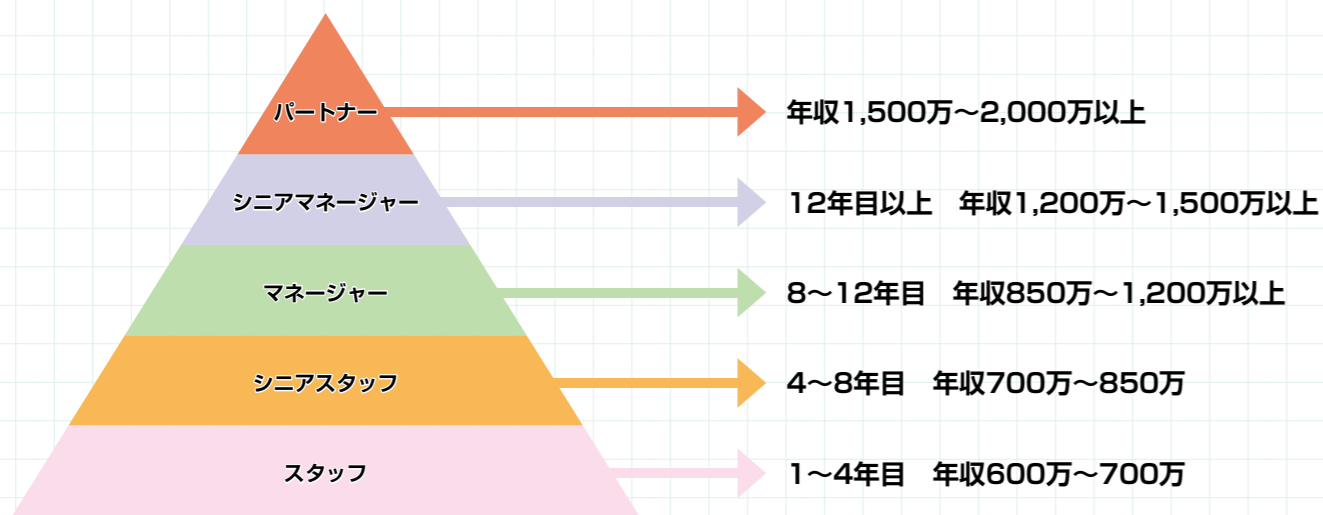 パートナー 年収1,500万～2,000万以上
シニアマネージャー 12年目以上　年収1,200万～1,500万以上
マネージャー 8～12年目　年収850万～1,200万以上
シニアスタッフ 4～8年目　年収700万～850万
スタッフ 1～4年目　年収600万～700万